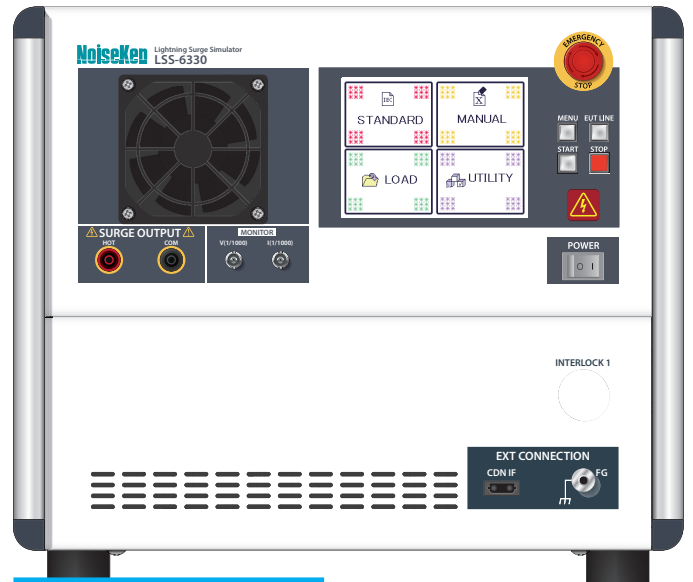 NoiseKen
Lightning Surge Simulator
LSS-6330
EMERGENCY
STOP
IEC
STANDARD
X
MANUAL
LOAD
UTILITY
MENU EUT LINE
START STOP
SURGE OUTPUT
HOT COM
MONITOR
V(1/1000) I(1/1000)
POWER
O I
INTERLOCK 1
EXT CONNECTION
CDN IF
FG